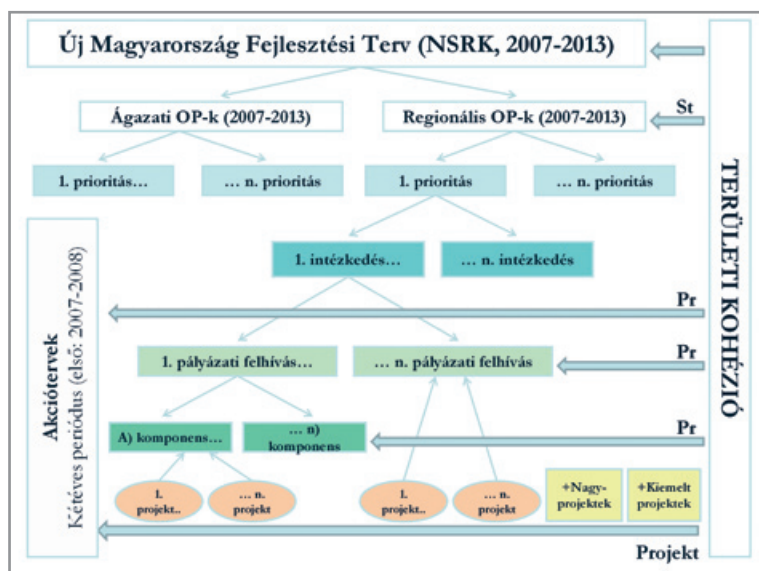 Új Magyarország Fejlesztési Terv (NSRK, 2007-2013)
Ágazati OP-k (2007-2013)
Regionális OP-k (2007-2013)
St
1. prioritás...
... n. prioritás
1. prioritás
... n. prioritás
1. intézkedés...
... n. intézkedés
Pr
1. pályázati felhívás...
... n. pályázati felhívás
Pr
A) komponens...
... n)
komponens
Pr
1.
projekt..
... n.
projekt
1.
projekt..
... n.
projekt
+Nagy-
projektek
+Kiemelt
projektek
Projekt
Akciótervek
Kétéves periódus (első: 2007-2008)
TERÜLETI KOHÉZIÓ